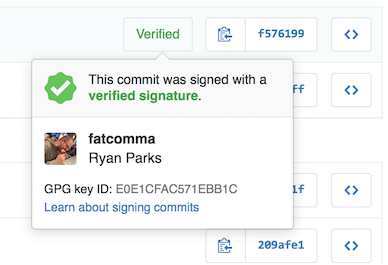 Verified
f576199
This commit was signed with a
verified signature.
ff
fatcomma
Ryan Parks
GPG key ID: E0E1CFAC571EBB1C
1f
Learn about signing commits
209afe1